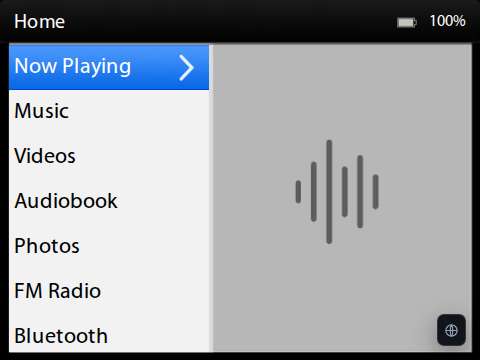 Home
100%
Now Playing
Music
Videos
Audiobook
Photos
FM Radio
Bluetooth